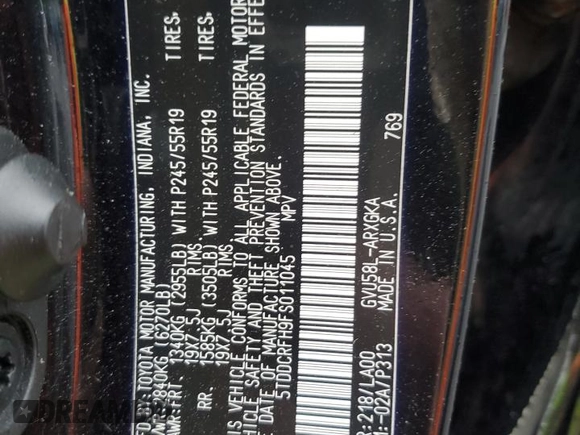 FD. BY: TOYOTA MOTOR MANUFACTURING, INDIANA, INC.
2840KG (6270LB)
FRT. 1340KG (2955LB) WITH P245/55R19 TIRES,
19X7.5J RIMS,
RR. 1585KG (3505LB) WITH P245/55R19 TIRES,
19X7.5J RIMS,
VEHICLE CONFORMS TO ALL APPLICABLE FEDERAL MOTOR
VEHICLE SAFETY AND THEFT PREVENTION STANDARDS IN EFFE
DATE OF MANUFACTURE SHOWN ABOVE.
5TDDCRFH9FS011045 MPV
769
R: 218/LA00 GVU58L-ARXGKA
-02A/P313 MADE IN U.S.A.